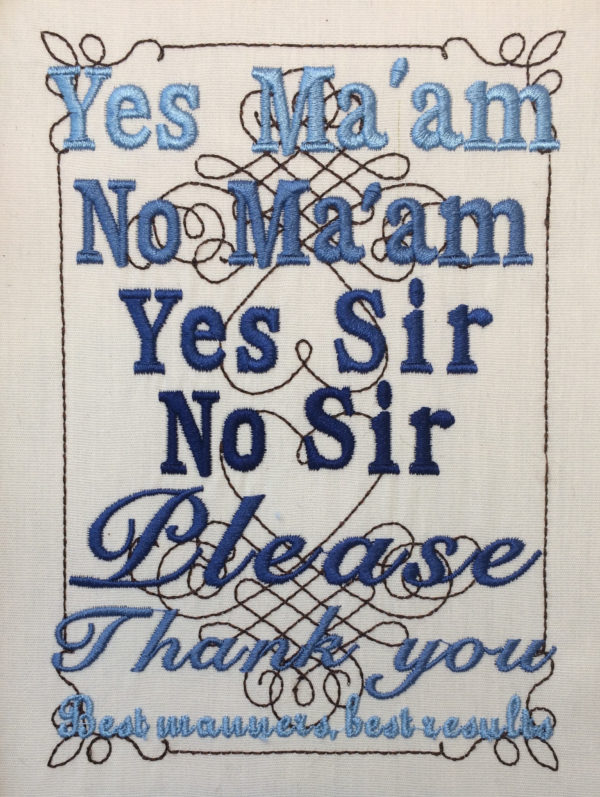 Yes Ma'am
No Ma'am
Yes Sir
No Sir
Please
Thank you
Best manners, best results